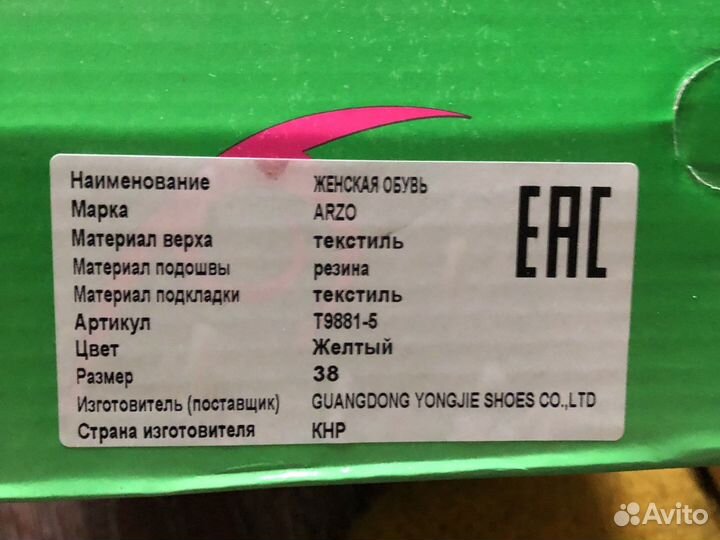 Наименование ЖЕНСКАЯ ОБУВЬ
Марка ARZO
Материал верха текстиль
Материал подошвы резина
Материал подкладки текстиль
Артикул T9881-5
Цвет Желтый
Размер 38
Изготовитель (поставщик) GUANGDONG YONGJIE SHOES CO.,LTD
Страна изготовителя КНР
EAC
Avito